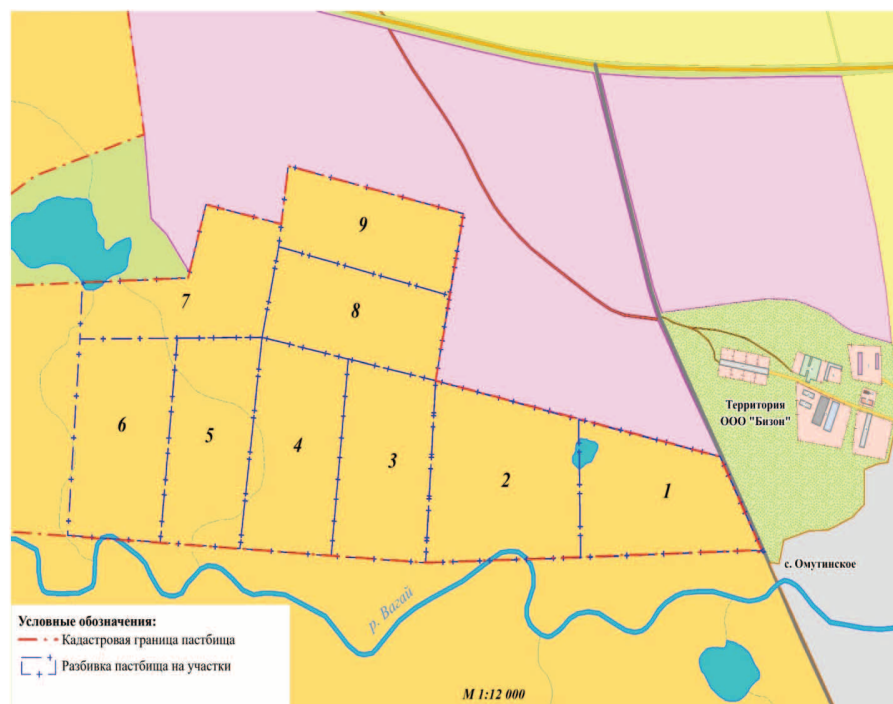 9
7
8
6
5
4
3
2
1
Территория
ООО "Бизон"
с. Омутинское
р. Вагай
Условные обозначения:
Кадастровая граница пастбища
Разбивка пастбища на участки
М 1:12 000